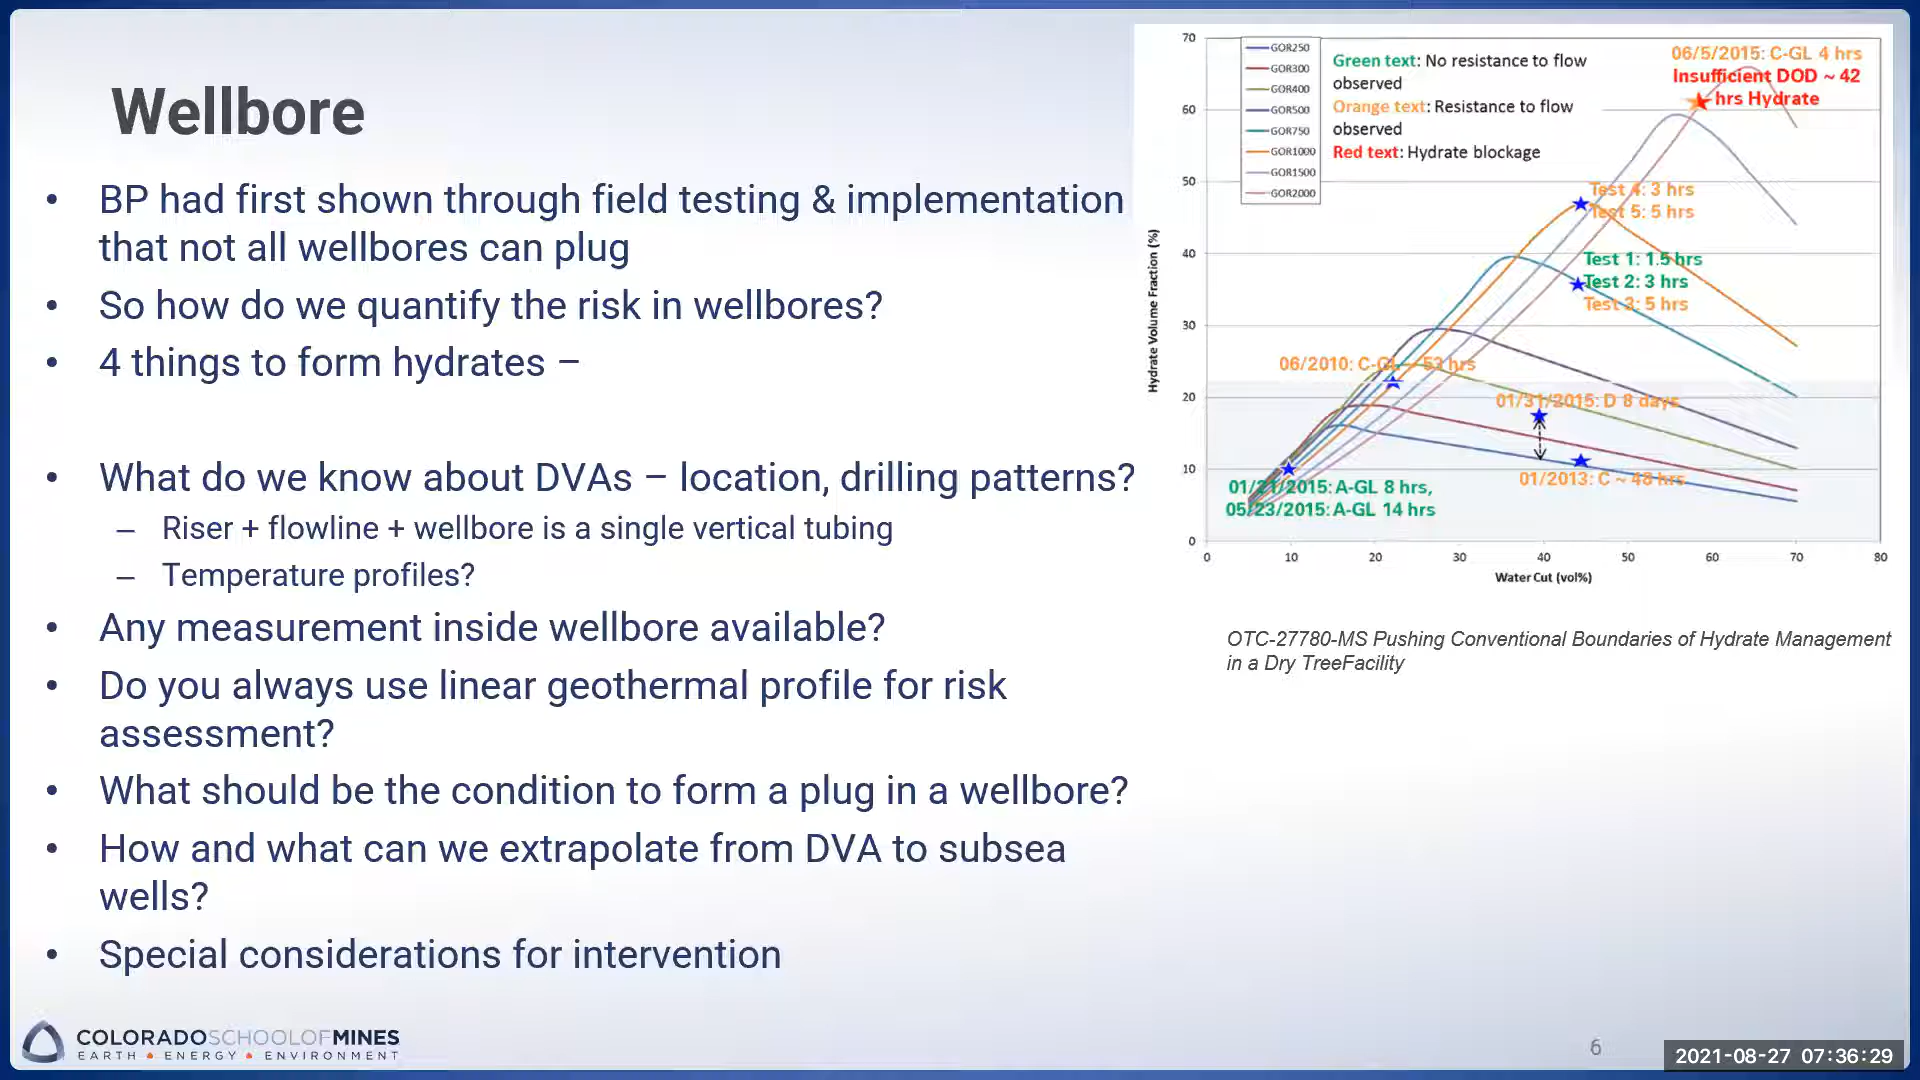 Wellbore
• BP had first shown through field testing & implementation
that not all wellbores can plug
• So how do we quantify the risk in wellbores?
• 4 things to form hydrates –
• What do we know about DVAs – location, drilling patterns?
– Riser + flowline + wellbore is a single vertical tubing
– Temperature profiles?
• Any measurement inside wellbore available?
• Do you always use linear geothermal profile for risk
assessment?
• What should be the condition to form a plug in a wellbore?
• How and what can we extrapolate from DVA to subsea
wells?
• Special considerations for intervention
70
60
50
40
30
20
10
0
Hydrate Volume Fraction (%)
GOR250
GOR300
GOR400
GOR500
GOR750
GOR1000
GOR1500
GOR2000
Green text: No resistance to flow
observed
Orange text: Resistance to flow
observed
Red text: Hydrate blockage
06/5/2015: C-GL 4 hrs
Insufficient DOD ~ 42
hrs Hydrate
Test 4: 3 hrs
Test 5: 5 hrs
Test 1: 1.5 hrs
Test 2: 3 hrs
Test 3: 5 hrs
06/2010: C-GL ~ 53 hrs
01/31/2015: D 8 days
01/2013: C ~ 48 hrs
01/21/2015: A-GL 8 hrs,
05/23/2015: A-GL 14 hrs
0 10 20 30 40 50 60 70 80
Water Cut (vol%)
OTC-27780-MS Pushing Conventional Boundaries of Hydrate Management
in a Dry TreeFacility
COLORADOSCHOOLOFMINES
EARTH • ENERGY • ENVIRONMENT
6
2021-08-27 07:36:29